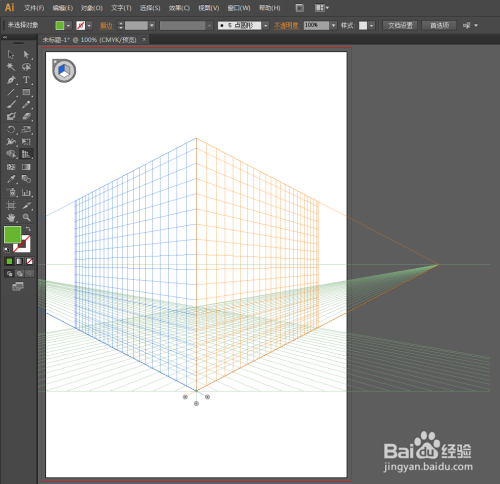 Ai 文件(F) 编辑(E) 对象(O) 文字(T) 选择(S) 效果(C) 视图(V) 窗口(W) 帮助(H)
未选择对象 描边: 5 点圆形 不透明度: 100% 样式: 文档设置 首选项
未标题-1* @ 100% (CMYK/预览) ×
Baidu 经验
jingyan.baidu.com